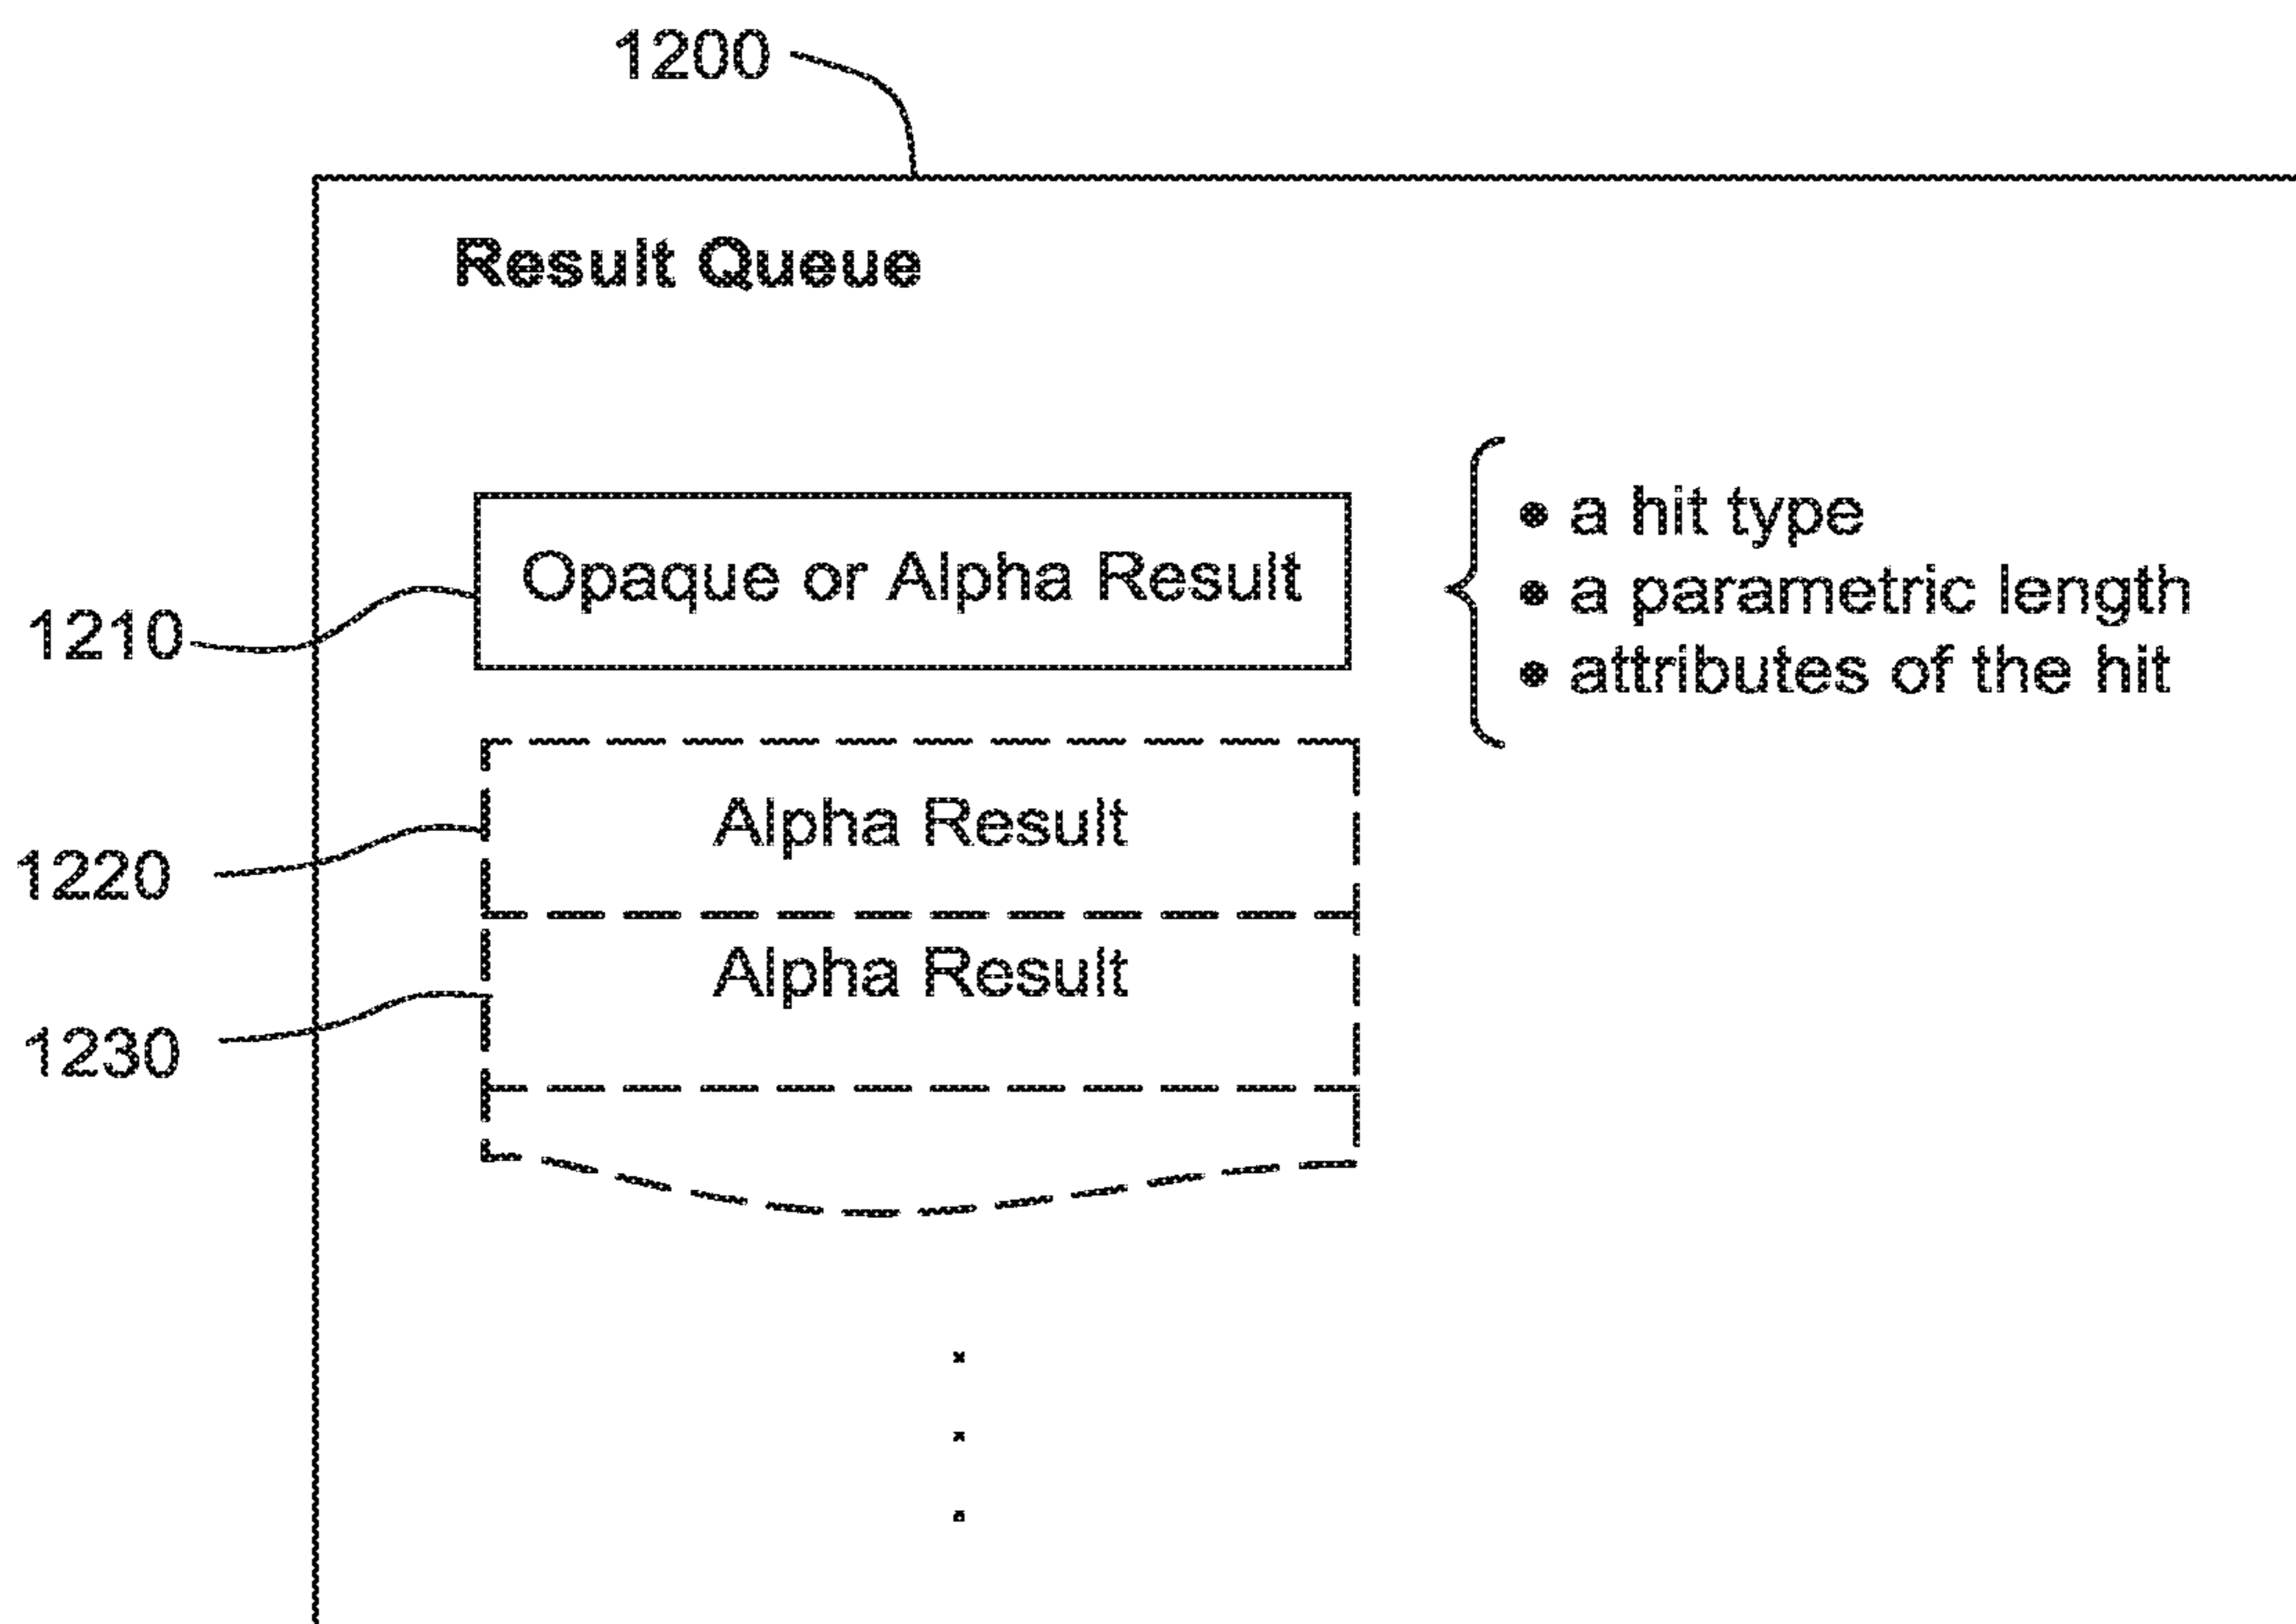 1200
Result Queue
1210
Opaque or Alpha Result
• a hit type
• a parametric length
• attributes of the hit
1220
Alpha Result
1230
Alpha Result